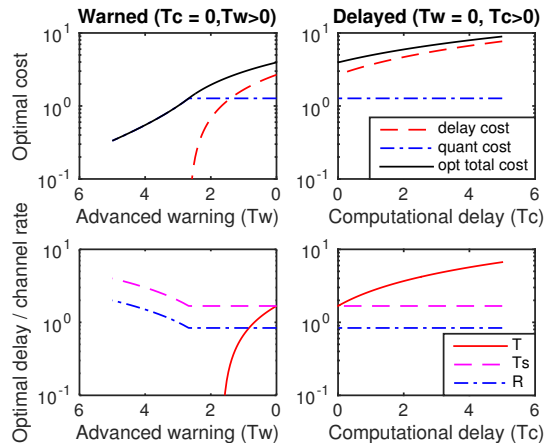 Warned (Tc = 0,Tw>0)
Delayed (Tw = 0, Tc>0)
Optimal cost
10^1
10^0
10^-1
6
4
2
0
Advanced warning (Tw)
10^1
10^0
10^-1
delay cost
quant cost
opt total cost
0
2
4
6
Computational delay (Tc)
Optimal delay / channel rate
10^1
10^0
10^-1
6
4
2
0
Advanced warning (Tw)
10^1
10^0
10^-1
T
Ts
R
0
2
4
6
Computational delay (Tc)